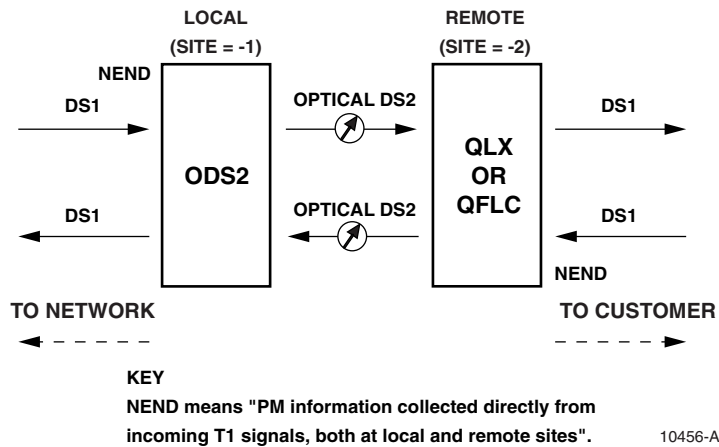 LOCAL
(SITE = -1)
REMOTE
(SITE = -2)
NEND
DS1
OPTICAL DS2
DS1
ODS2
QLX
OR
QFLC
DS1
OPTICAL DS2
DS1
NEND
TO NETWORK
TO CUSTOMER
KEY
NEND means "PM information collected directly from
incoming T1 signals, both at local and remote sites".
10456-A